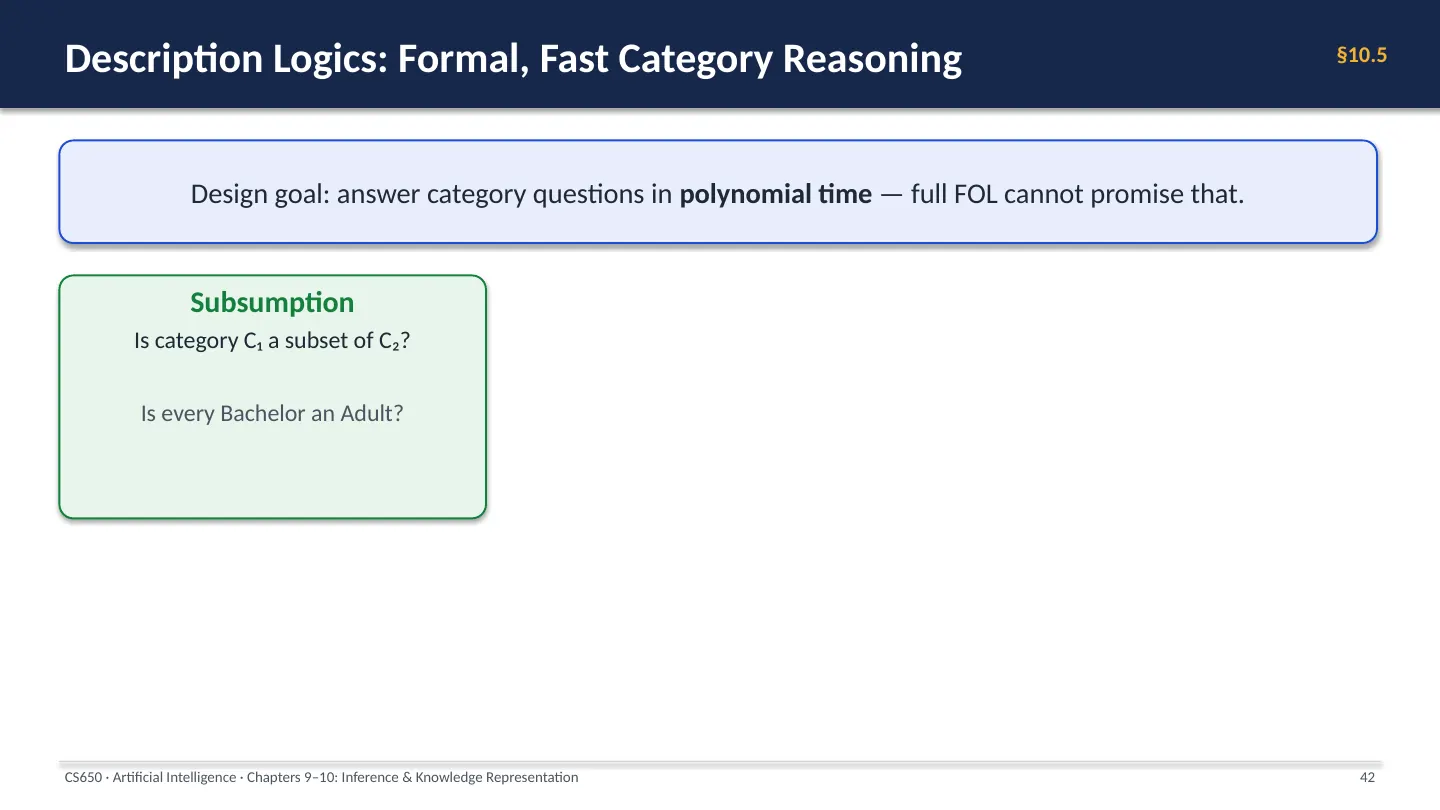 Description Logics: Formal, Fast Category Reasoning
§10.5
Design goal: answer category questions in polynomial time — full FOL cannot promise that.
Subsumption
Is category C₁ a subset of C₂?
Is every Bachelor an Adult?
CS650 · Artificial Intelligence · Chapters 9–10: Inference & Knowledge Representation
42